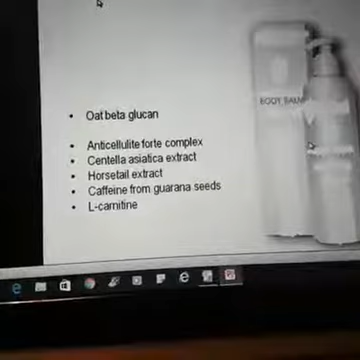 • Oat beta glucan
• Anticellulite forte complex
• Centella asiatica extract
• Horsetail extract
• Caffeine from guarana seeds
• L-carnitine
BODY BALM